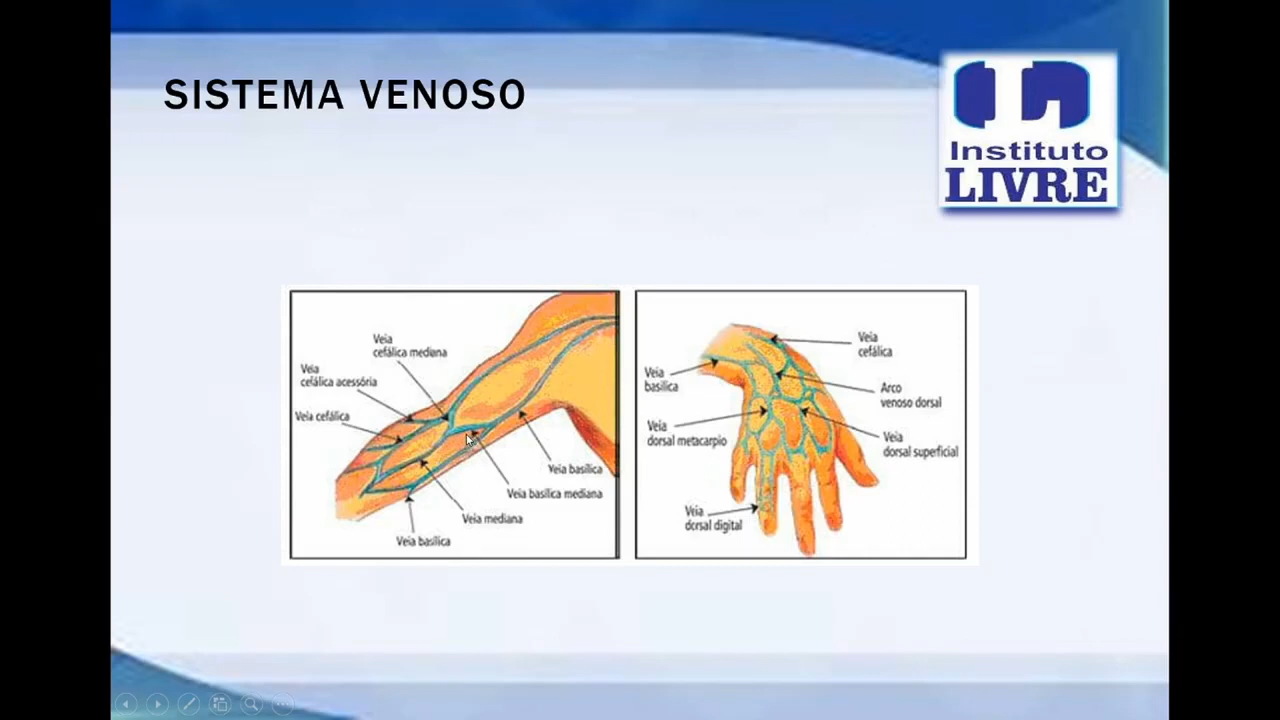 SISTEMA VENOSO
Instituto
LIVRE
Veia
cefálica mediana
Veia
cefálica acessória
Veia cefálica
Veia basílica
Veia basílica mediana
Veia mediana
Veia basílica
Veia
cefálica
Veia
basílica
Arco
venoso dorsal
Veia
dorsal metacarpio
Veia
dorsal superficial
Veia
dorsal digital